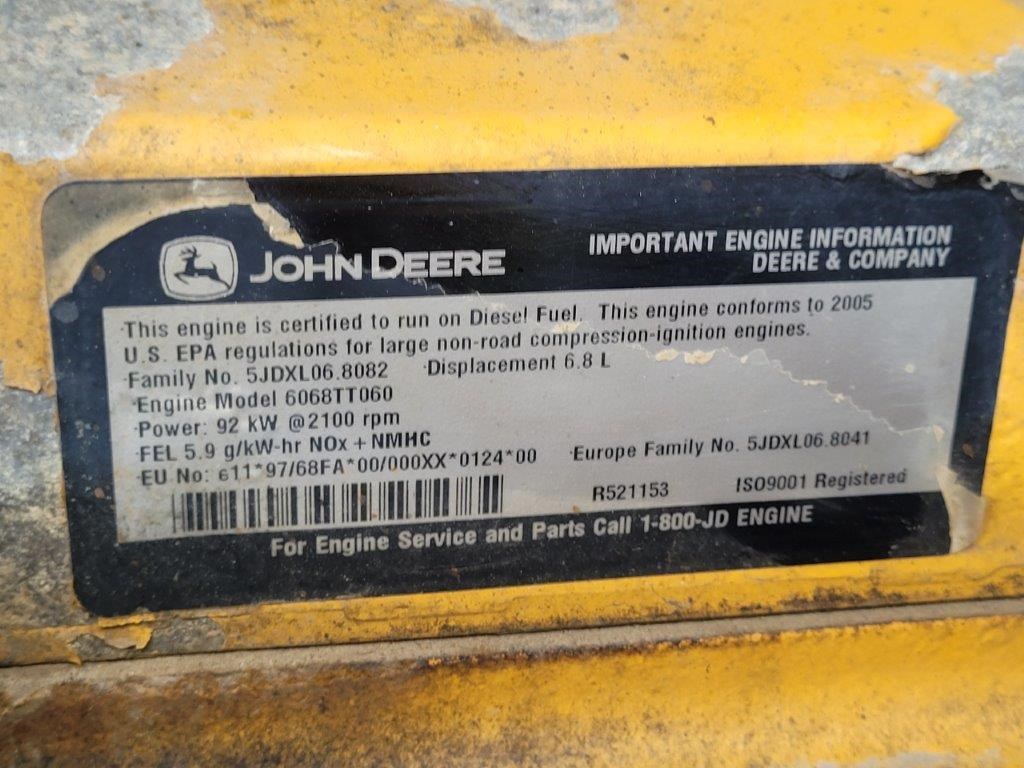 JOHN DEERE
IMPORTANT ENGINE INFORMATION
DEERE & COMPANY
This engine is certified to run on Diesel Fuel. This engine conforms to 2005
U.S. EPA regulations for large non-road compression-ignition engines.
Family No. 5JDXL06.8082 Displacement 6.8 L
Engine Model 6068TT060
Power: 92 kW @2100 rpm
FEL 5.9 g/kW-hr NOx + NMHC
EU No: e11*97/68FA*00/000XX*0124*00 Europe Family No. 5JDXL06.8041
R521153 ISO9001 Registered
For Engine Service and Parts Call 1-800-JD ENGINE